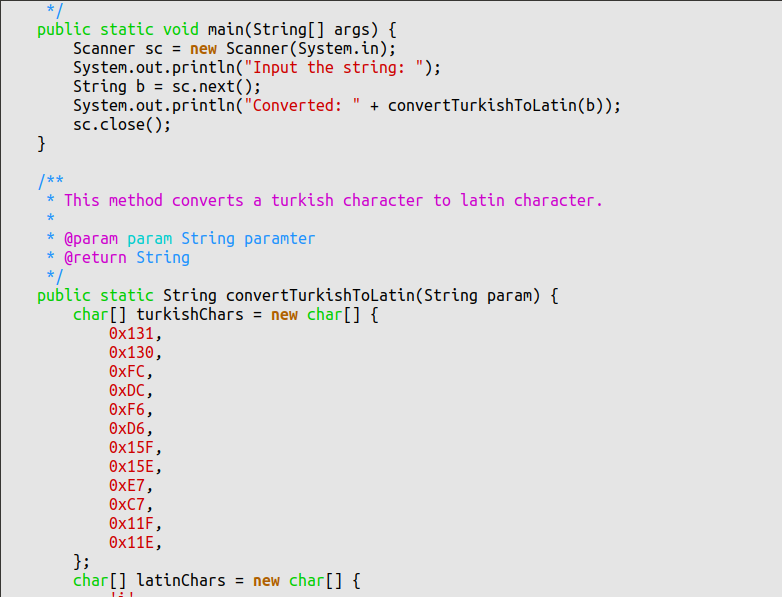 */
public static void main(String[] args) {
Scanner sc = new Scanner(System.in);
System.out.println("Input the string: ");
String b = sc.next();
System.out.println("Converted: " + convertTurkishToLatin(b));
sc.close();
}
/**
* This method converts a turkish character to latin character.
*
* @param param String paramter
* @return String
*/
public static String convertTurkishToLatin(String param) {
char[] turkishChars = new char[] {
0x131,
0x130,
0xFC,
0xDC,
0xF6,
0xD6,
0x15F,
0x15E,
0xE7,
0xC7,
0x11F,
0x11E,
};
char[] latinChars = new char[] {